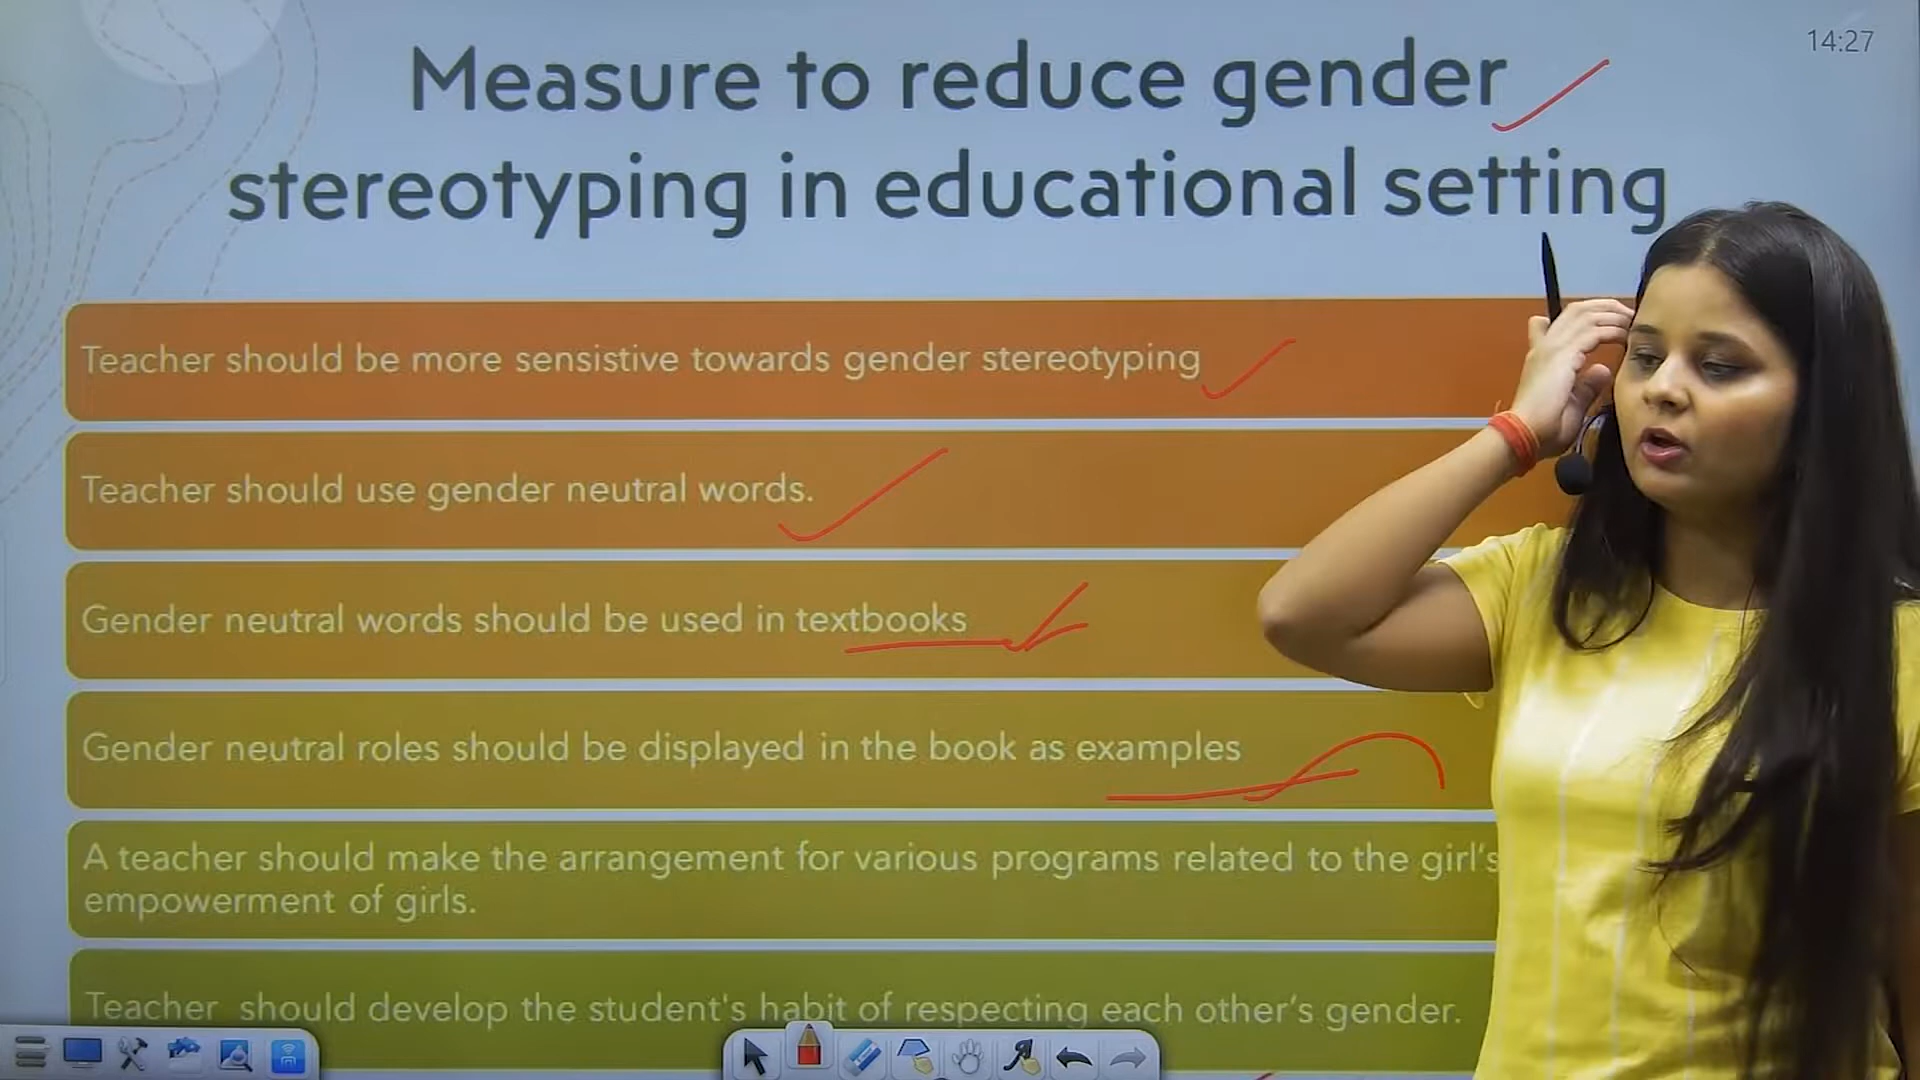 14:27
Measure to reduce gender
stereotyping in educational setting
Teacher should be more sensistive towards gender stereotyping
Teacher should use gender neutral words.
Gender neutral words should be used in textbooks
Gender neutral roles should be displayed in the book as examples
A teacher should make the arrangement for various programs related to the girl's
empowerment of girls.
Teacher should develop the student's habit of respecting each other's gender.